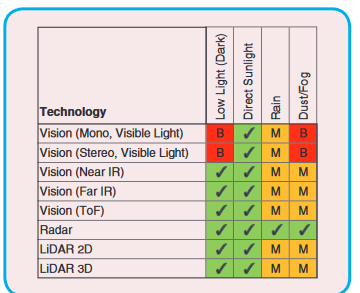 Technology Low Light (Dark) Direct Sunlight Rain Dust/Fog
Vision (Mono, Visible Light) B ✓ M B
Vision (Stereo, Visible Light) B ✓ M B
Vision (Near IR) ✓ ✓ M M
Vision (Far IR) ✓ ✓ M M
Vision (ToF) ✓ ✓ M M
Radar ✓ ✓ ✓ ✓
LiDAR 2D ✓ ✓ M M
LiDAR 3D ✓ ✓ M M